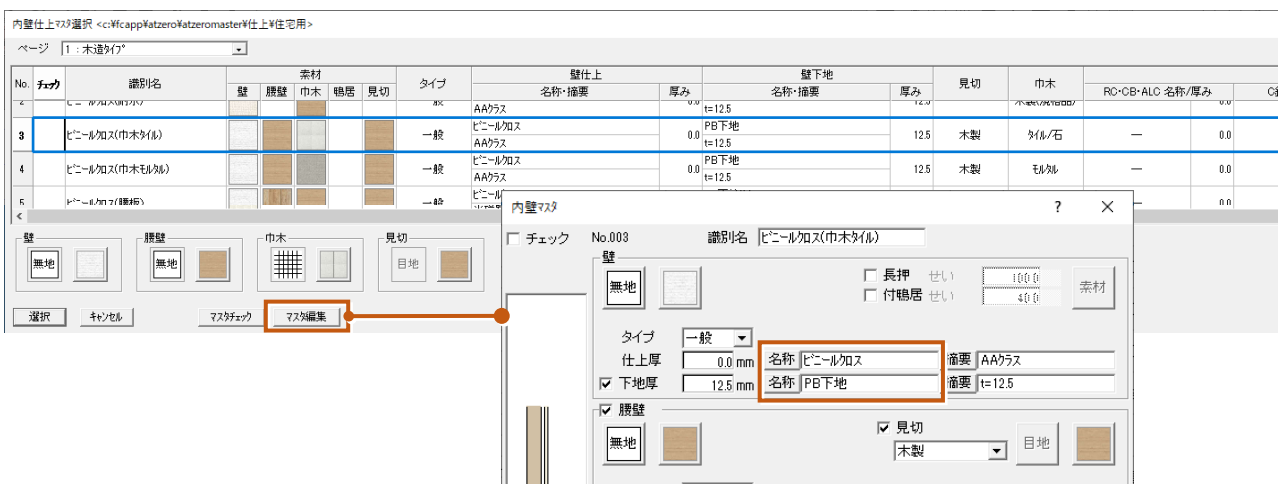 内壁仕上マスタ選択 <c:¥fcapp¥atzero¥atzeromaster¥仕上¥住宅用>
ページ 1：木造タイプ
No. チェック 識別名 素材 タイプ 壁仕上 壁下地 見切 巾木 RC・CB・ALC 名称/厚み
壁 腰壁 巾木 鴨居 見切 名称・摘要 厚み 名称・摘要 厚み
AAクラス t=12.5
3 ビニールクロス(巾木タイル) 一般 ビニールクロス 0.0 PB下地 12.5 木製 タイル/石 ― 0.0
AAクラス t=12.5
4 ビニールクロス(巾木モルタル) 一般 ビニールクロス 0.0 PB下地 12.5 木製 モルタル ― 0.0
AAクラス t=12.5
5 ビニールクロス(腰板) 一般
壁 腰壁 巾木 見切
無地 無地 目地
選択 キャンセル マスタチェック マスタ編集
内壁マスタ ? ×
チェック No.003 識別名 ビニールクロス(巾木タイル)
壁
無地 長押 せい 100.0 素材
付鴨居 せい 40.0
タイプ 一般
仕上厚 0.0 mm 名称 ビニールクロス 摘要 AAクラス
下地厚 12.5 mm 名称 PB下地 摘要 t=12.5
腰壁
無地 見切 木製 目地